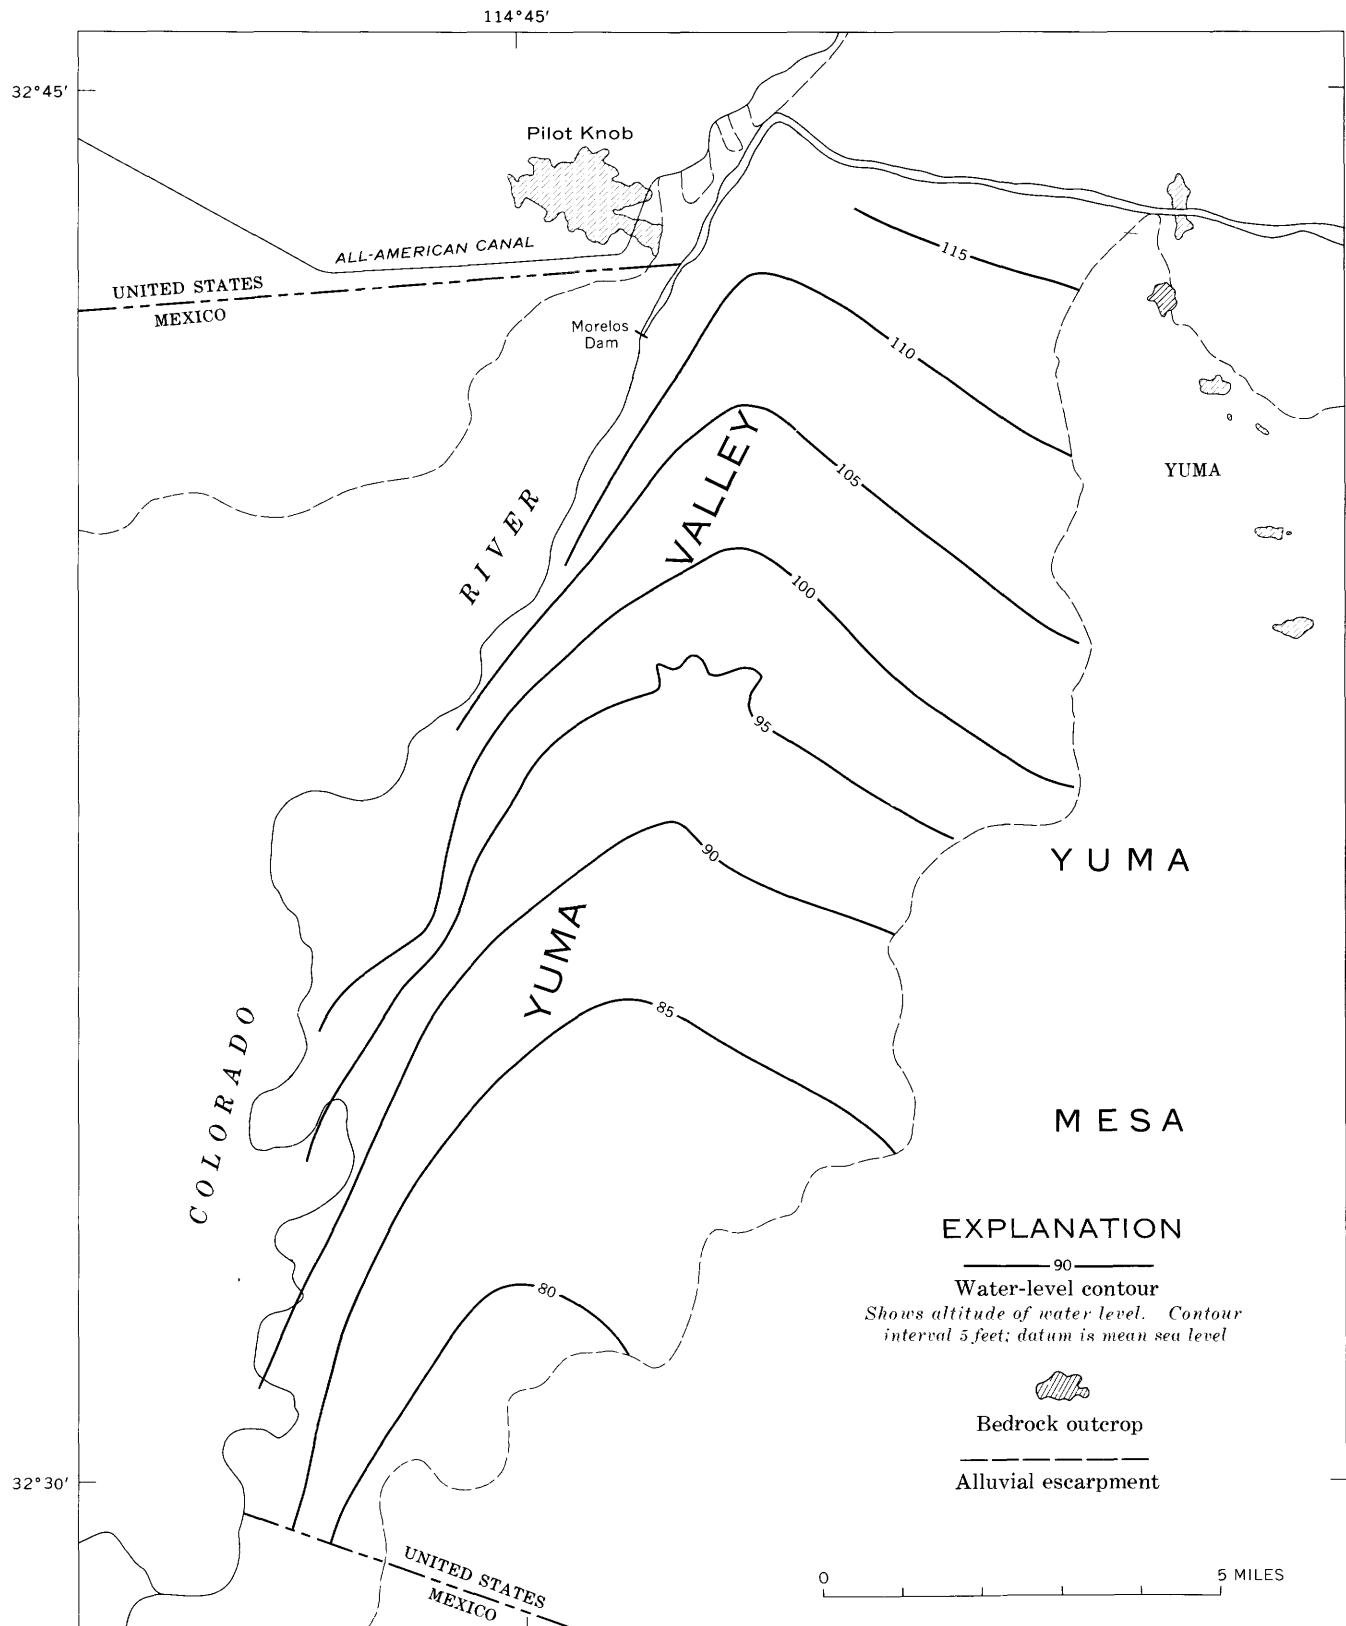 114°45'
32°45'
Pilot Knob
ALL-AMERICAN CANAL
UNITED STATES
MEXICO
Morelos
Dam
115
110
105
YUMA
RIVER
VALLEY
100
95
YUMA
90
YUMA
85
COLORADO
MESA
EXPLANATION
90
Water-level contour
Shows altitude of water level. Contour
interval 5 feet; datum is mean sea level
80
Bedrock outcrop
Alluvial escarpment
32°30'
UNITED STATES
MEXICO
0
5 MILES